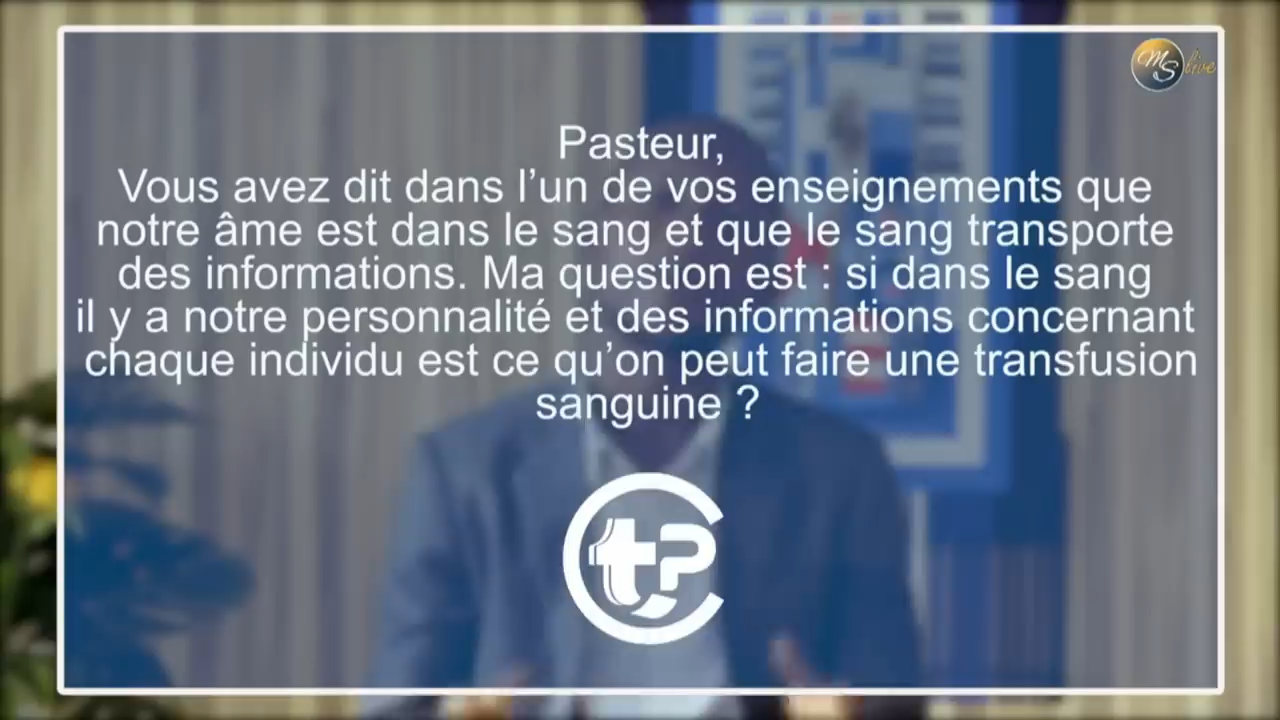 MS live
Pasteur,
Vous avez dit dans l’un de vos enseignements que
notre âme est dans le sang et que le sang transporte
des informations. Ma question est : si dans le sang
il y a notre personnalité et des informations concernant
chaque individu est ce qu’on peut faire une transfusion
sanguine ?